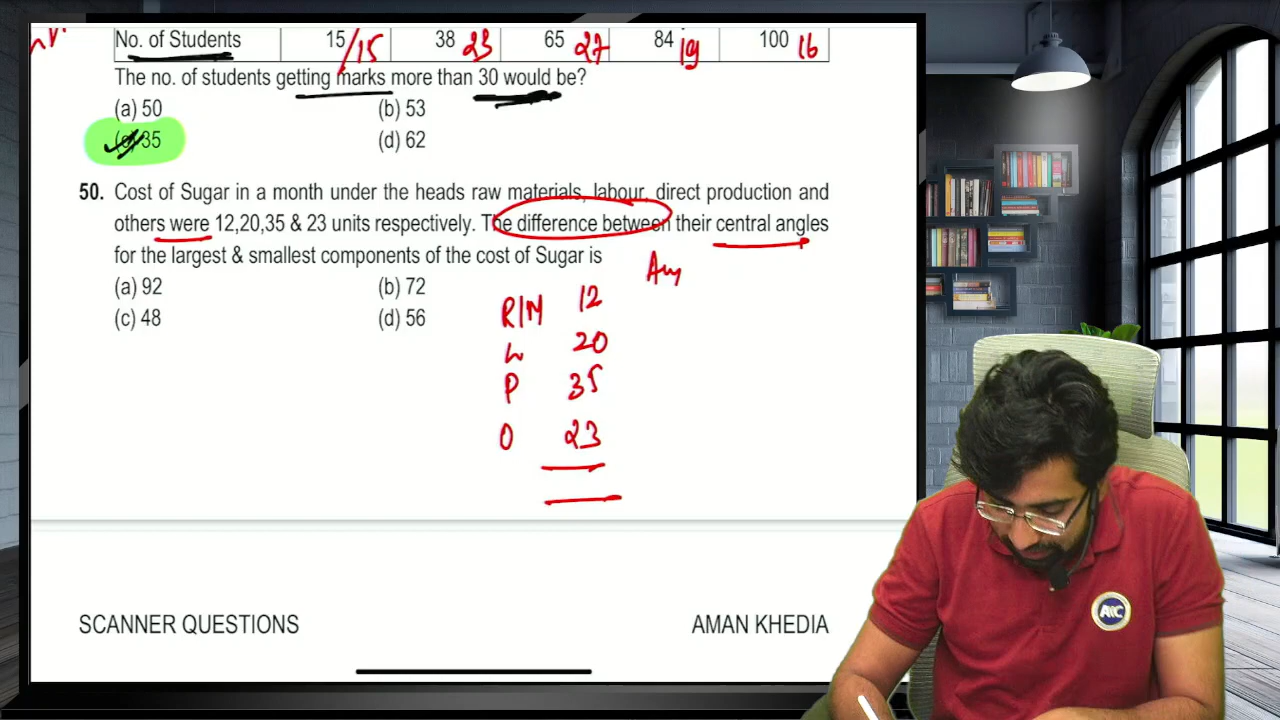 No. of Students 15/15 38 23 65 27 84 19 100 16
The no. of students getting marks more than 30 would be?
(a) 50 (b) 53
(c) 35 (d) 62
50. Cost of Sugar in a month under the heads raw materials, labour, direct production and
others were 12,20,35 & 23 units respectively. The difference between their central angles
for the largest & smallest components of the cost of Sugar is
(a) 92 (b) 72
(c) 48 (d) 56
Ang
R/M 12
L 20
P 35
O 23
SCANNER QUESTIONS AMAN KHEDIA